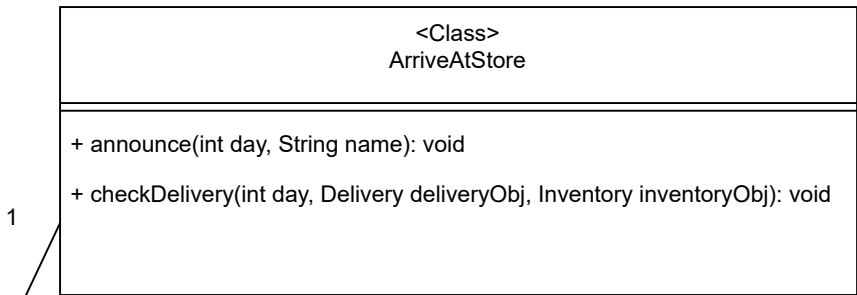 <Class>
ArriveAtStore
+ announce(int day, String name): void
+ checkDelivery(int day, Delivery deliveryObj, Inventory inventoryObj): void
1